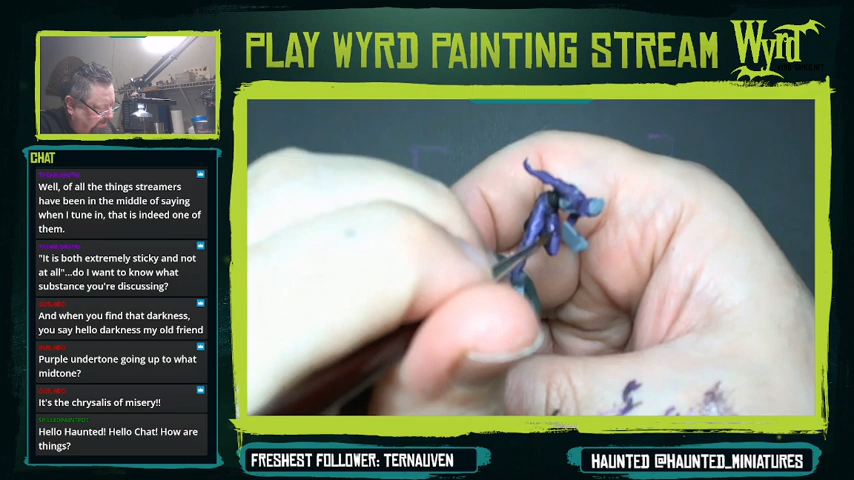 PLAY WYRD PAINTING STREAM
Wyrd
CHAT
Well, of all the things streamers
have been in the middle of saying
when I tune in, that is indeed one of
them.
"It is both extremely sticky and not
at all"...do I want to know what
substance you're discussing?
And when you find that darkness,
you say hello darkness my old friend
Purple undertone going up to what
midtone?
It's the chrysalis of misery!!
Hello Haunted! Hello Chat! How are
things?
FRESHEST FOLLOWER: TERNAUVEN
HAUNTED @HAUNTED_MINIATURES